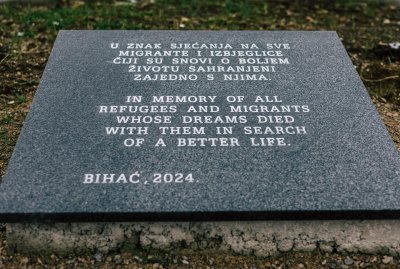 U ZNAK SJEĆANJA NA SVE
MIGRANTE I IZBJEGLICE
ČIJI SU SNOVI O BOLJEM
ŽIVOTU SAHRANJENI
ZAJEDNO S NJIMA.
IN MEMORY OF ALL
REFUGEES AND MIGRANTS
WHOSE DREAMS DIED
WITH THEM IN SEARCH
OF A BETTER LIFE.
BIHAĆ, 2024.